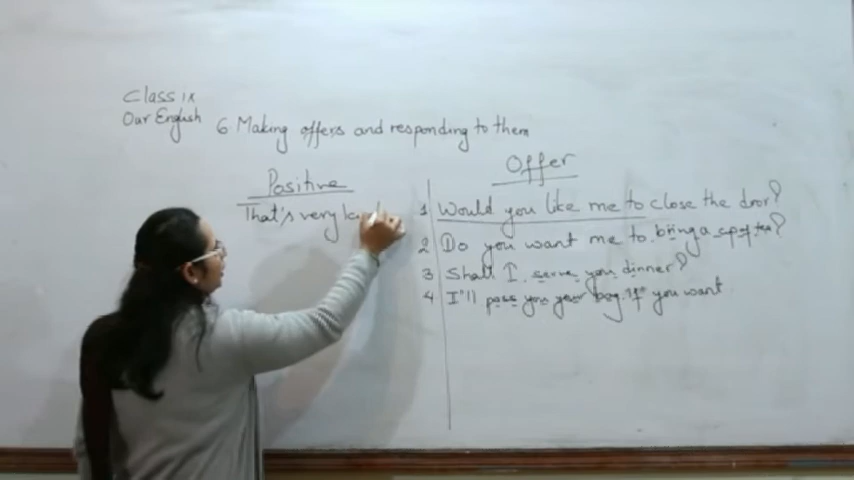 Class IX
Our English
6 Making offers and responding to them
Positive
That's very
Offer
1 Would you like me to close the door?
2 Do you want me to bring a cup of tea?
3 Shall I serve you dinner?
4 I'll pass you your bag if you want